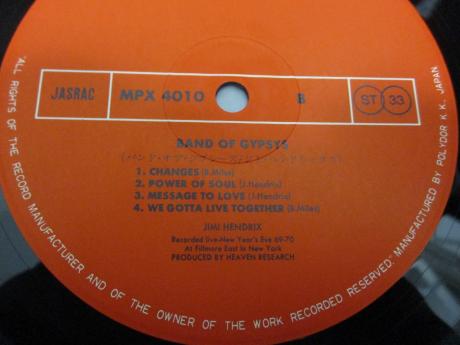 JASRAC MPX 4010 B ST 33
BAND OF GYPSYS
1. CHANGES (B.Miles)
2. POWER OF SOUL (J.Hendrix)
3. MESSAGE TO LOVE (J.Hendrix)
4. WE GOTTA LIVE TOGETHER (B.Miles)
JIMI HENDRIX
Recorded live-New Year's Eve 69-70
At Fillmore East In New York
PRODUCED BY HEAVEN RESEARCH
"ALL RIGHTS OF THE RECORD MANUFACTURER AND OF THE OWNER OF THE WORK RECORDED RESERVED." MANUFACTURED BY POLYDOR K.K., JAPAN